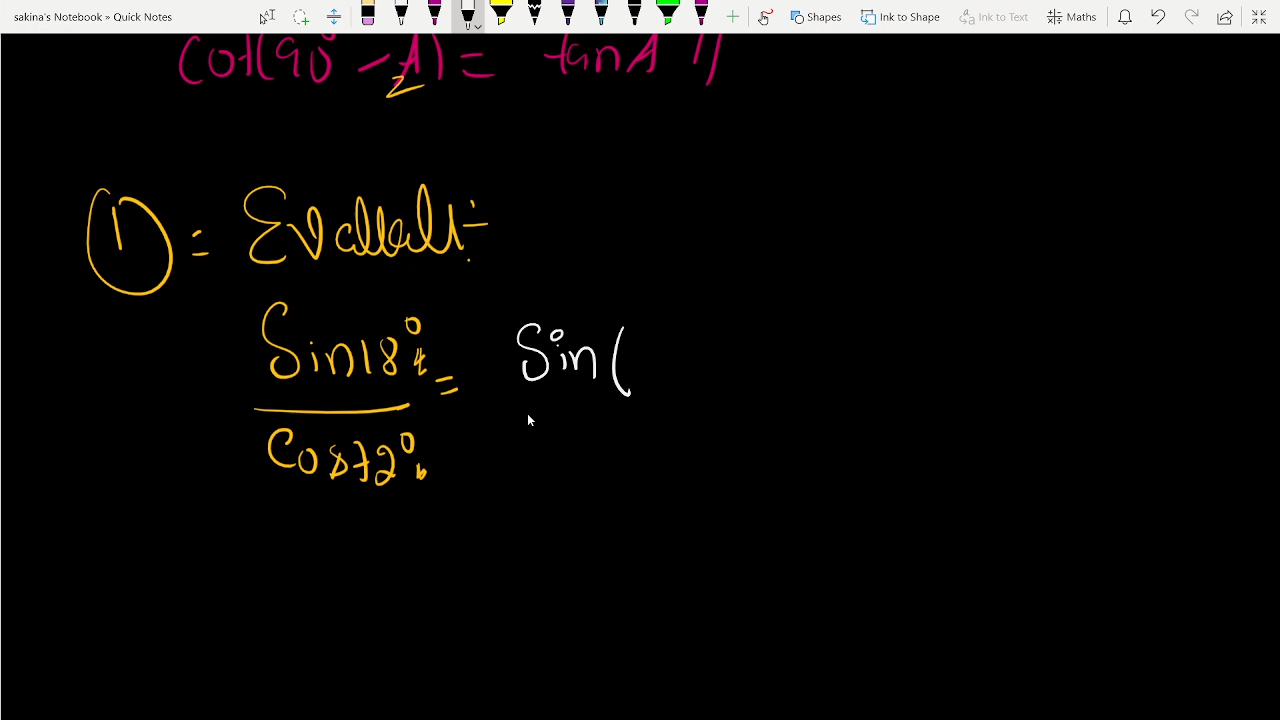 sakina's Notebook » Quick Notes
Shapes Ink to Shape Ink to Text Maths
Cot(90° - A) = tanA //
① = Evaluate:-
Sin18° = Sin(
Cos72°